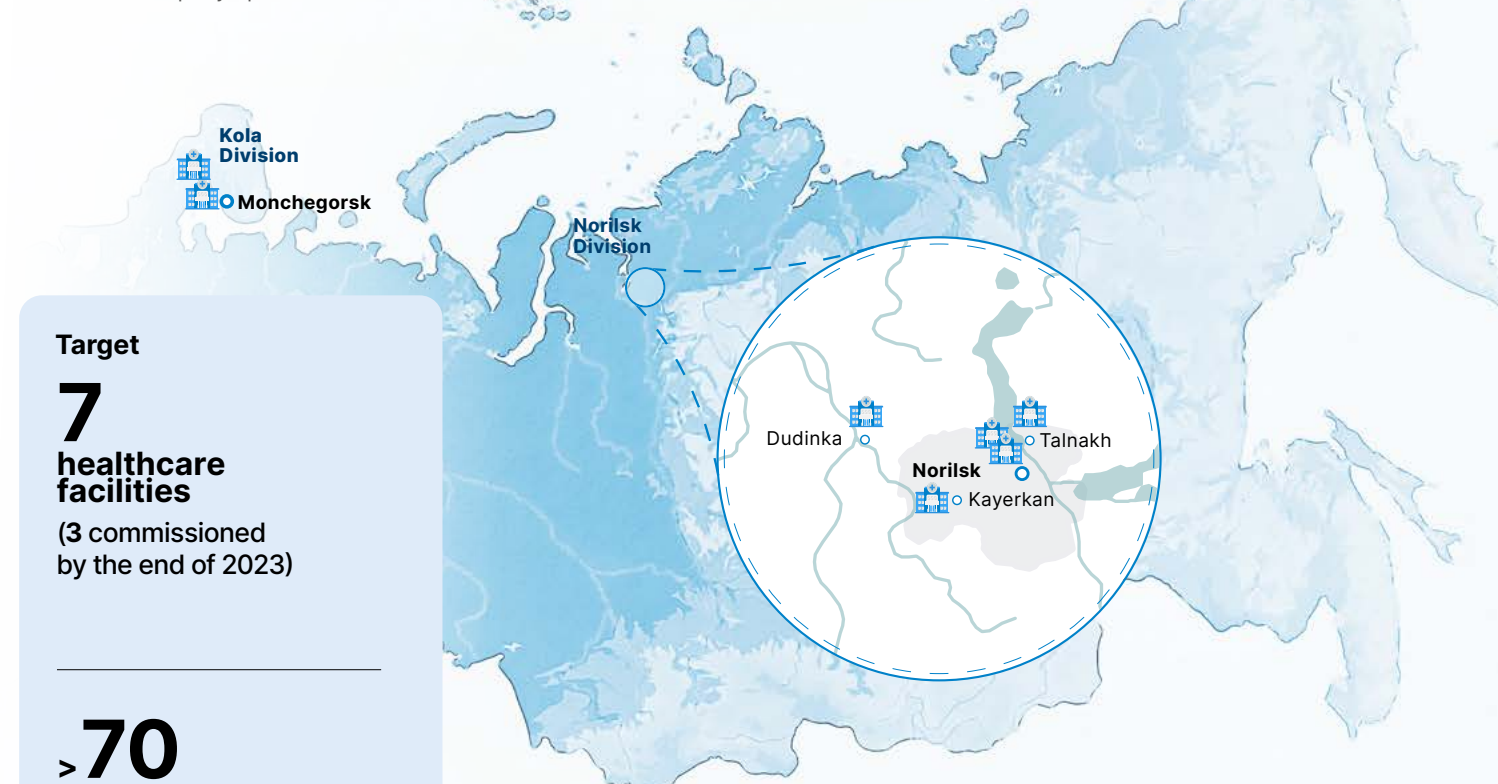 Kola
Division
Monchegorsk
Norilsk
Division
Target
7
healthcare
facilities
(3 commissioned
by the end of 2023)
>70
Dudinka
Talnakh
Norilsk
Kayerkan